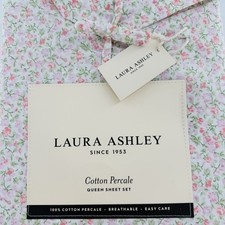 LAURA ASHLEY
LAURA ASHLEY
SINCE 1953
Cotton Percale
QUEEN SHEET SET
100% COTTON PERCALE - BREATHABLE - EASY CARE